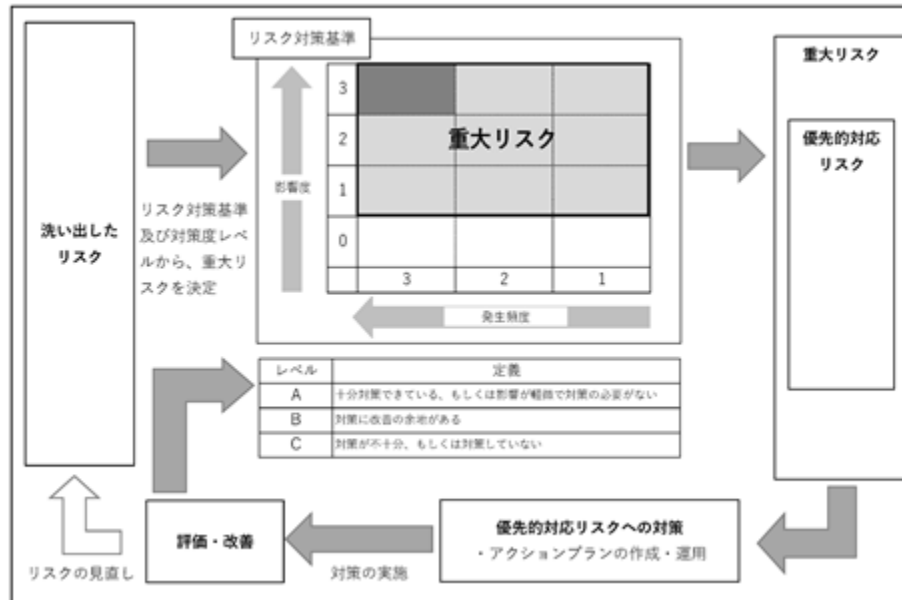 リスク対策基準
重大リスク
優先的対応
リスク
洗い出した
リスク
リスク対策基準
及び対策度レベ
ルから、重大リ
スクを決定
影響度
3
2
1
0
重大リスク
3 2 1
発生頻度
レベル 定義
A 十分対策できている、もしくは影響が軽微で対策の必要がない
B 対策に改善の余地がある
C 対策が不十分、もしくは対策していない
評価・改善
優先的対応リスクへの対策
・アクションプランの作成・運用
リスクの見直し
対策の実施